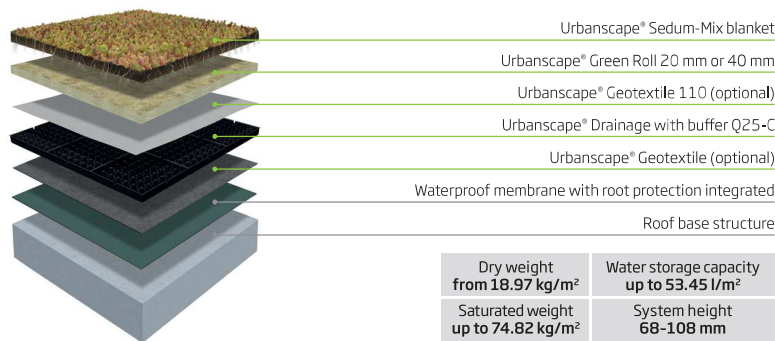 Urbanscape® Sedum-Mix blanket
Urbanscape® Green Roll 20 mm or 40 mm
Urbanscape® Geotextile 110 (optional)
Urbanscape® Drainage with buffer Q25-C
Urbanscape® Geotextile (optional)
Waterproof membrane with root protection integrated
Roof base structure
Dry weight
from 18.97 kg/m²
Water storage capacity
up to 53.45 l/m²
Saturated weight
up to 74.82 kg/m²
System height
68-108 mm